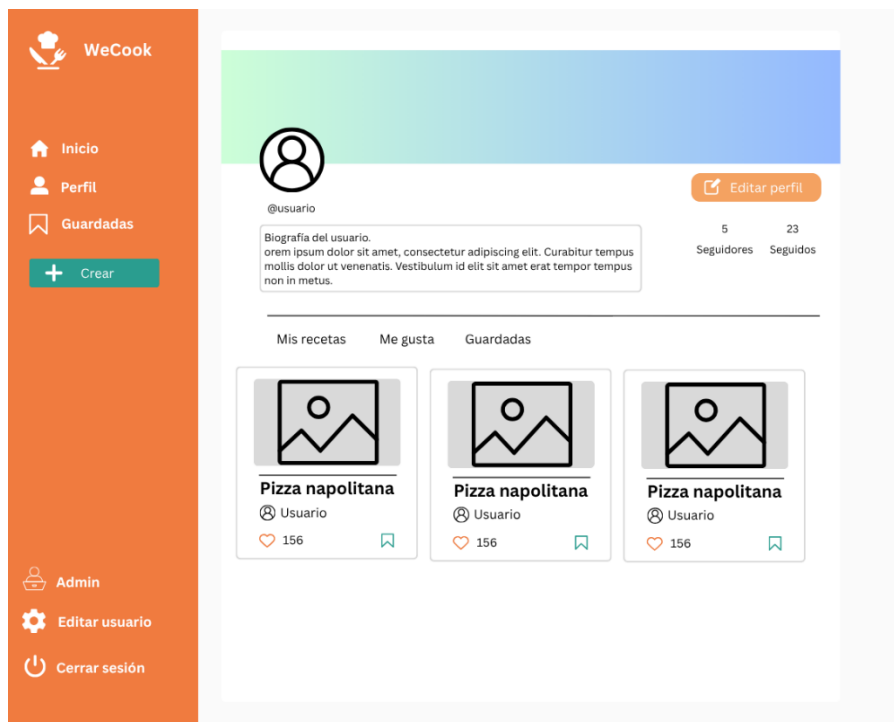 WeCook
Inicio
Perfil
Guardadas
Crear
Admin
Editar usuario
Cerrar sesión
@usuario
Editar perfil
Biografía del usuario.
orem ipsum dolor sit amet, consectetur adipiscing elit. Curabitur tempus
mollis dolor ut venenatis. Vestibulum id elit sit amet erat tempor tempus
non in metus.
5 23
Seguidores Seguidos
Mis recetas Me gusta Guardadas
Pizza napolitana
Usuario
156
Pizza napolitana
Usuario
156
Pizza napolitana
Usuario
156